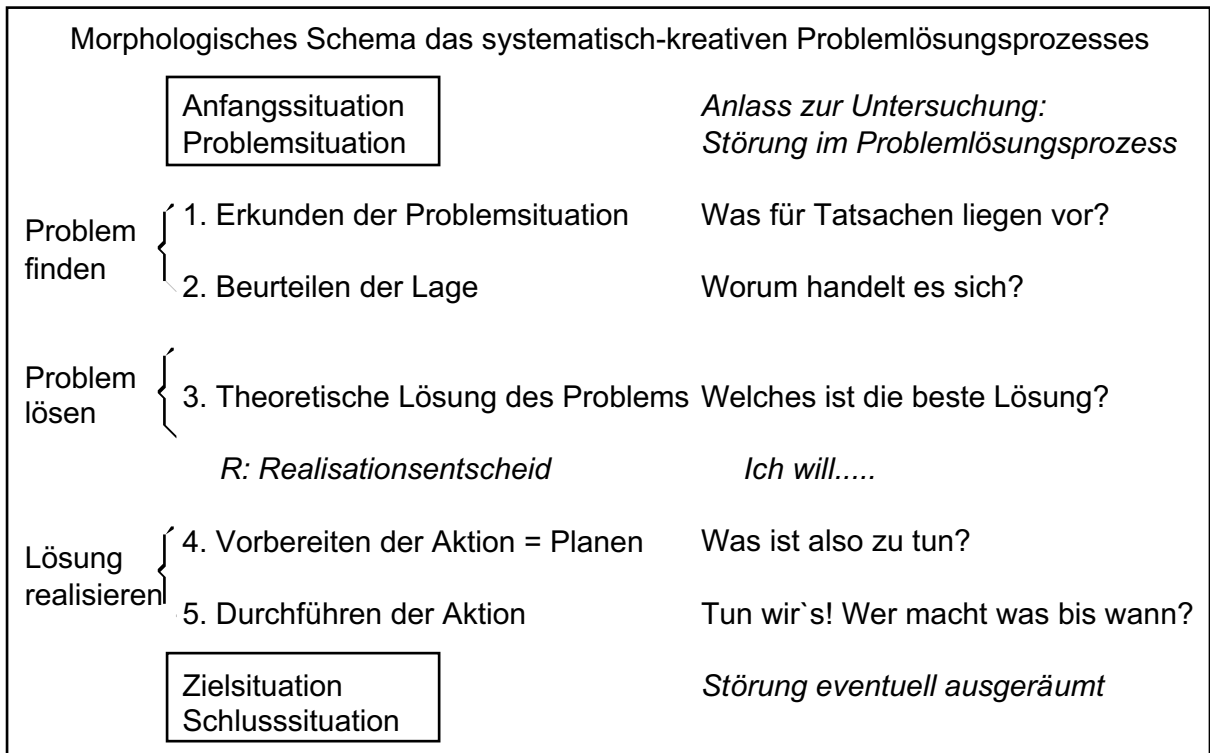 Morphologisches Schema das systematisch-kreativen Problemlösungsprozesses
Anfangssituation
Problemsituation
Anlass zur Untersuchung:
Störung im Problemlösungsprozess
Problem
finden
1. Erkunden der Problemsituation
Was für Tatsachen liegen vor?
2. Beurteilen der Lage
Worum handelt es sich?
Problem
lösen
3. Theoretische Lösung des Problems
Welches ist die beste Lösung?
R: Realisationsentscheid
Ich will.....
Lösung
realisieren
4. Vorbereiten der Aktion = Planen
Was ist also zu tun?
5. Durchführen der Aktion
Tun wir`s! Wer macht was bis wann?
Zielsituation
Schlusssituation
Störung eventuell ausgeräumt